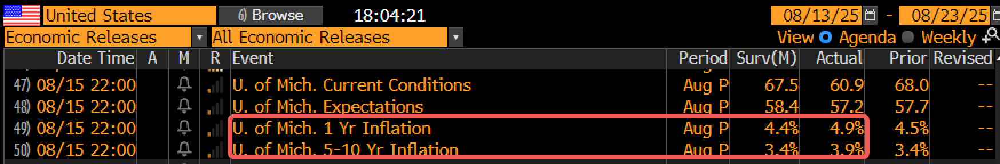 United States 6) Browse 18:04:21 08/13/25 - 08/23/25
Economic Releases All Economic Releases View Agenda Weekly
Date Time A M R Event Period Surv(M) Actual Prior Revised
47) 08/15 22:00 U. of Mich. Current Conditions Aug P 67.5 60.9 68.0 --
48) 08/15 22:00 U. of Mich. Expectations Aug P 58.4 57.2 57.7 --
49) 08/15 22:00 U. of Mich. 1 Yr Inflation Aug P 4.4% 4.9% 4.5% --
50) 08/15 22:00 U. of Mich. 5-10 Yr Inflation Aug P 3.4% 3.9% 3.4% --